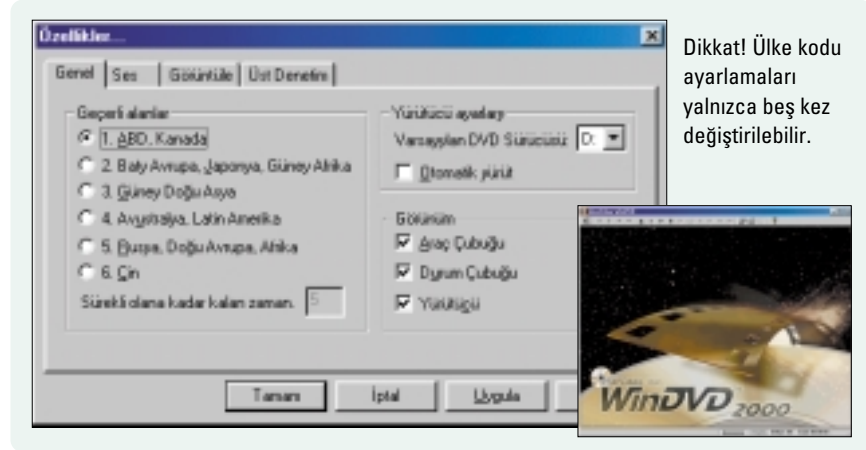 Özellikler...
Genel Ses Görüntüle Üst Denetim
Geçerli alanlar
1. ABD, Kanada
2. Baty Avrupa, Japonya, Güney Afrika
3. Güney Doğu Asya
4. Avustralya, Latin Amerika
5. Rusya, Doğu Avrupa, Afrika
6. Çin
Sürekli olana kadar kalan zaman. 5
Yürütücü ayarlary
Varsayylan DVD Sürücüsü: D:
Otomatik yürüt
Görünüm
Araç Çubuğu
Durum Çubuğu
Yürütücü
Tamam İptal Uygula
Dikkat! Ülke kodu
ayarlamaları
yalnızca beş kez
değiştirilebilir.
WinDVD 2000